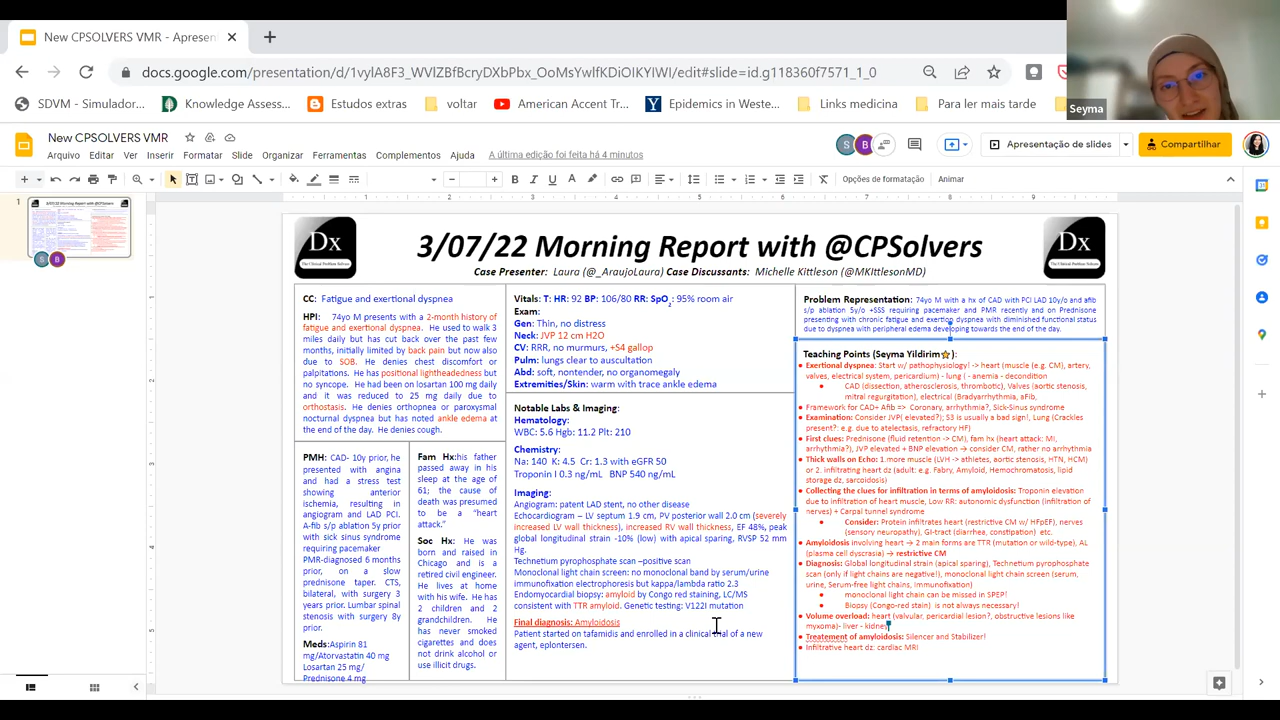 New CPSOLVERS VMR - Apresen
docs.google.com/presentation/d/1vyIA8F3_WVlZBfBcryDXbPbx_OoMsYwlfKDiOIKYIWI/edit#slide=id.g118360f7571_1_0
SDVM - Simulador...
Knowledge Assess...
Estudos extras
voltar
American Accent Tr...
Epidemics in Weste...
Links medicina
Para ler mais tarde
Seyma
New CPSOLVERS VMR
Arquivo Editar Ver Inserir Formatar Slide Organizar Ferramentas Complementos Ajuda
A última edição foi feita há 4 minutos
S B
Apresentação de slides
Compartilhar
Opções de formatação
Animar
1
3/07/22 Morning Report with @CPSolvers
Case Presenter: Laura (@_AraujoLaura) Case Discussants: Michelle Kittleson (@MKIttlesonMD)
Dx
The Clinical Problem Solvers
Dx
The Clinical Problem Solvers
CC: Fatigue and exertional dyspnea
HPI: 74yo M presents with a 2-month history of
fatigue and exertional dyspnea. He used to walk 3
miles daily but has cut back over the past few
months, initially limited by back pain but now also
due to SOB. He denies chest discomfort or
palpitations. He has positional lightheadedness but
no syncope. He had been on losartan 100 mg daily
and it was reduced to 25 mg daily due to
orthostasis. He denies orthopnea or paroxysmal
nocturnal dyspnea but has noted ankle edema at
the end of the day. He denies cough.
PMH: CAD- 10y prior, he
presented with angina
and had a stress test
showing anterior
ischemia, resulting in
angiogram and LAD PCI.
A-fib s/p ablation 5y prior
with sick sinus syndrome
requiring pacemaker
PMR-diagnosed 6 months
prior, on a slow
prednisone taper. CTS,
bilateral, with surgery 3
years prior. Lumbar spinal
stenosis with surgery 8y
prior.
Meds:Aspirin 81
mg/Atorvastatin 40 mg
Losartan 25 mg/
Prednisone 4 mg
Fam Hx:his father
passed away in his
sleep at the age of
61; the cause of
death was presumed
to be a "heart
attack."
Soc Hx: He was
born and raised in
Chicago and is a
retired civil engineer.
He lives at home
with his wife. He has
2 children and 2
grandchildren. He
has never smoked
cigarettes and does
not drink alcohol or
use illicit drugs.
Vitals: T: HR: 92 BP: 106/80 RR: SpO2: 95% room air
Exam:
Gen: Thin, no distress
Neck: JVP 12 cm H2O
CV: RRR, no murmurs, +S4 gallop
Pulm: lungs clear to auscultation
Abd: soft, nontender, no organomegaly
Extremities/Skin: warm with trace ankle edema
Notable Labs & Imaging:
Hematology:
WBC: 5.6 Hgb: 11.2 Plt: 210
Chemistry:
Na: 140 K: 4.5 Cr: 1.3 with eGFR 50
Troponin I 0.3 ng/mL BNP 540 ng/mL
Imaging:
Angiogram: patent LAD stent, no other disease
Echocardiogram – LV septum 1.9 cm, PV posterior wall 2.0 cm (severely
increased LV wall thickness), increased RV wall thickness, EF 48%, peak
global longitudinal strain -10% (low) with apical sparing, RVSP 52 mm
Hg.
Technetium pyrophosphate scan –positive scan
Monoclonal light chain screen: no monoclonal band by serum/urine
immunofixation electrophoresis but kappa/lambda ratio 2.3
Endomyocardial biopsy: amyloid by Congo red staining, LC/MS
consistent with TTR amyloid. Genetic testing: V122I mutation
Final diagnosis: Amyloidosis
Patient started on tafamidis and enrolled in a clinical trial of a new
agent, eplontersen.
Problem Representation: 74yo M with a hx of CAD with PCI LAD 10y/o and afib
s/p ablation 5y/o +SSS requiring pacemaker and PMR recently and on Prednisone
presenting with chronic fatigue and exertion dyspnea with diminished functional status
due to dyspnea with peripheral edema developing towards the end of the day.
Teaching Points (Seyma Yildirim⭐):
● Exertional dyspnea: Start w/ pathophysiology! -> heart (muscle (e.g. CM), artery,
valves, electrical system, pericardium) - lung ( - anemia - decondition
● CAD (dissection, atherosclerosis, thrombotic), Valves (aortic stenosis,
mitral regurgitation), electrical (Bradyarrhythmia, aFib,
● Framework for CAD+ Afib => Coronary, arrhythmia?, Sick-Sinus syndrome
● Examination: Consider JVP( elevated?); S3 is usually a bad sign!, Lung (Crackles
present?: e.g. due to atelectasis, refractory HF)
● First clues: Prednisone (fluid retention -> CM), fam hx (heart attack: MI,
arrhythmia?), JVP elevated + BNP elevation → consider CM, rather no arrhythmia
● Thick walls on Echo: 1.more muscle (LVH -> athletes, aortic stenosis, HTN, HCM)
or 2. infiltrating heart dz (adult: e.g. Fabry, Amyloid, Hemochromatosis, lipid
storage dz, sarcoidosis)
● Collecting the clues for infiltration in terms of amyloidosis: Troponin elevation
due to infiltration of heart muscle, Low RR: autonomic dysfunction (Infiltration of
nerves) + Carpal tunnel syndrome
● Consider: Protein infiltrates heart (restrictive CM w/ HFpEF), nerves
(sensory neuropathy), GI-tract (diarrhea, constipation) etc.
● Amyloidosis involving heart → 2 main forms are TTR (mutation or wild-type), AL
(plasma cell dyscrasia) → restrictive CM
● Diagnosis: Global longitudinal strain (apical sparing), Technetium pyrophosphate
scan (only if light chains are negative!), monoclonal light chain screen (serum,
urine, Serum-free light chains, Immunofixation)
● monoclonal light chain can be missed in SPEP!
● Biopsy (Congo-red stain) is not always necessary!
● Volume overload: heart (valvular, pericardial lesion?, obstructive lesions like
myxoma)- liver - kidney
● Treatement of amyloidosis: Silencer and Stabilizer!
● Infiltrative heart dz: cardiac MRI